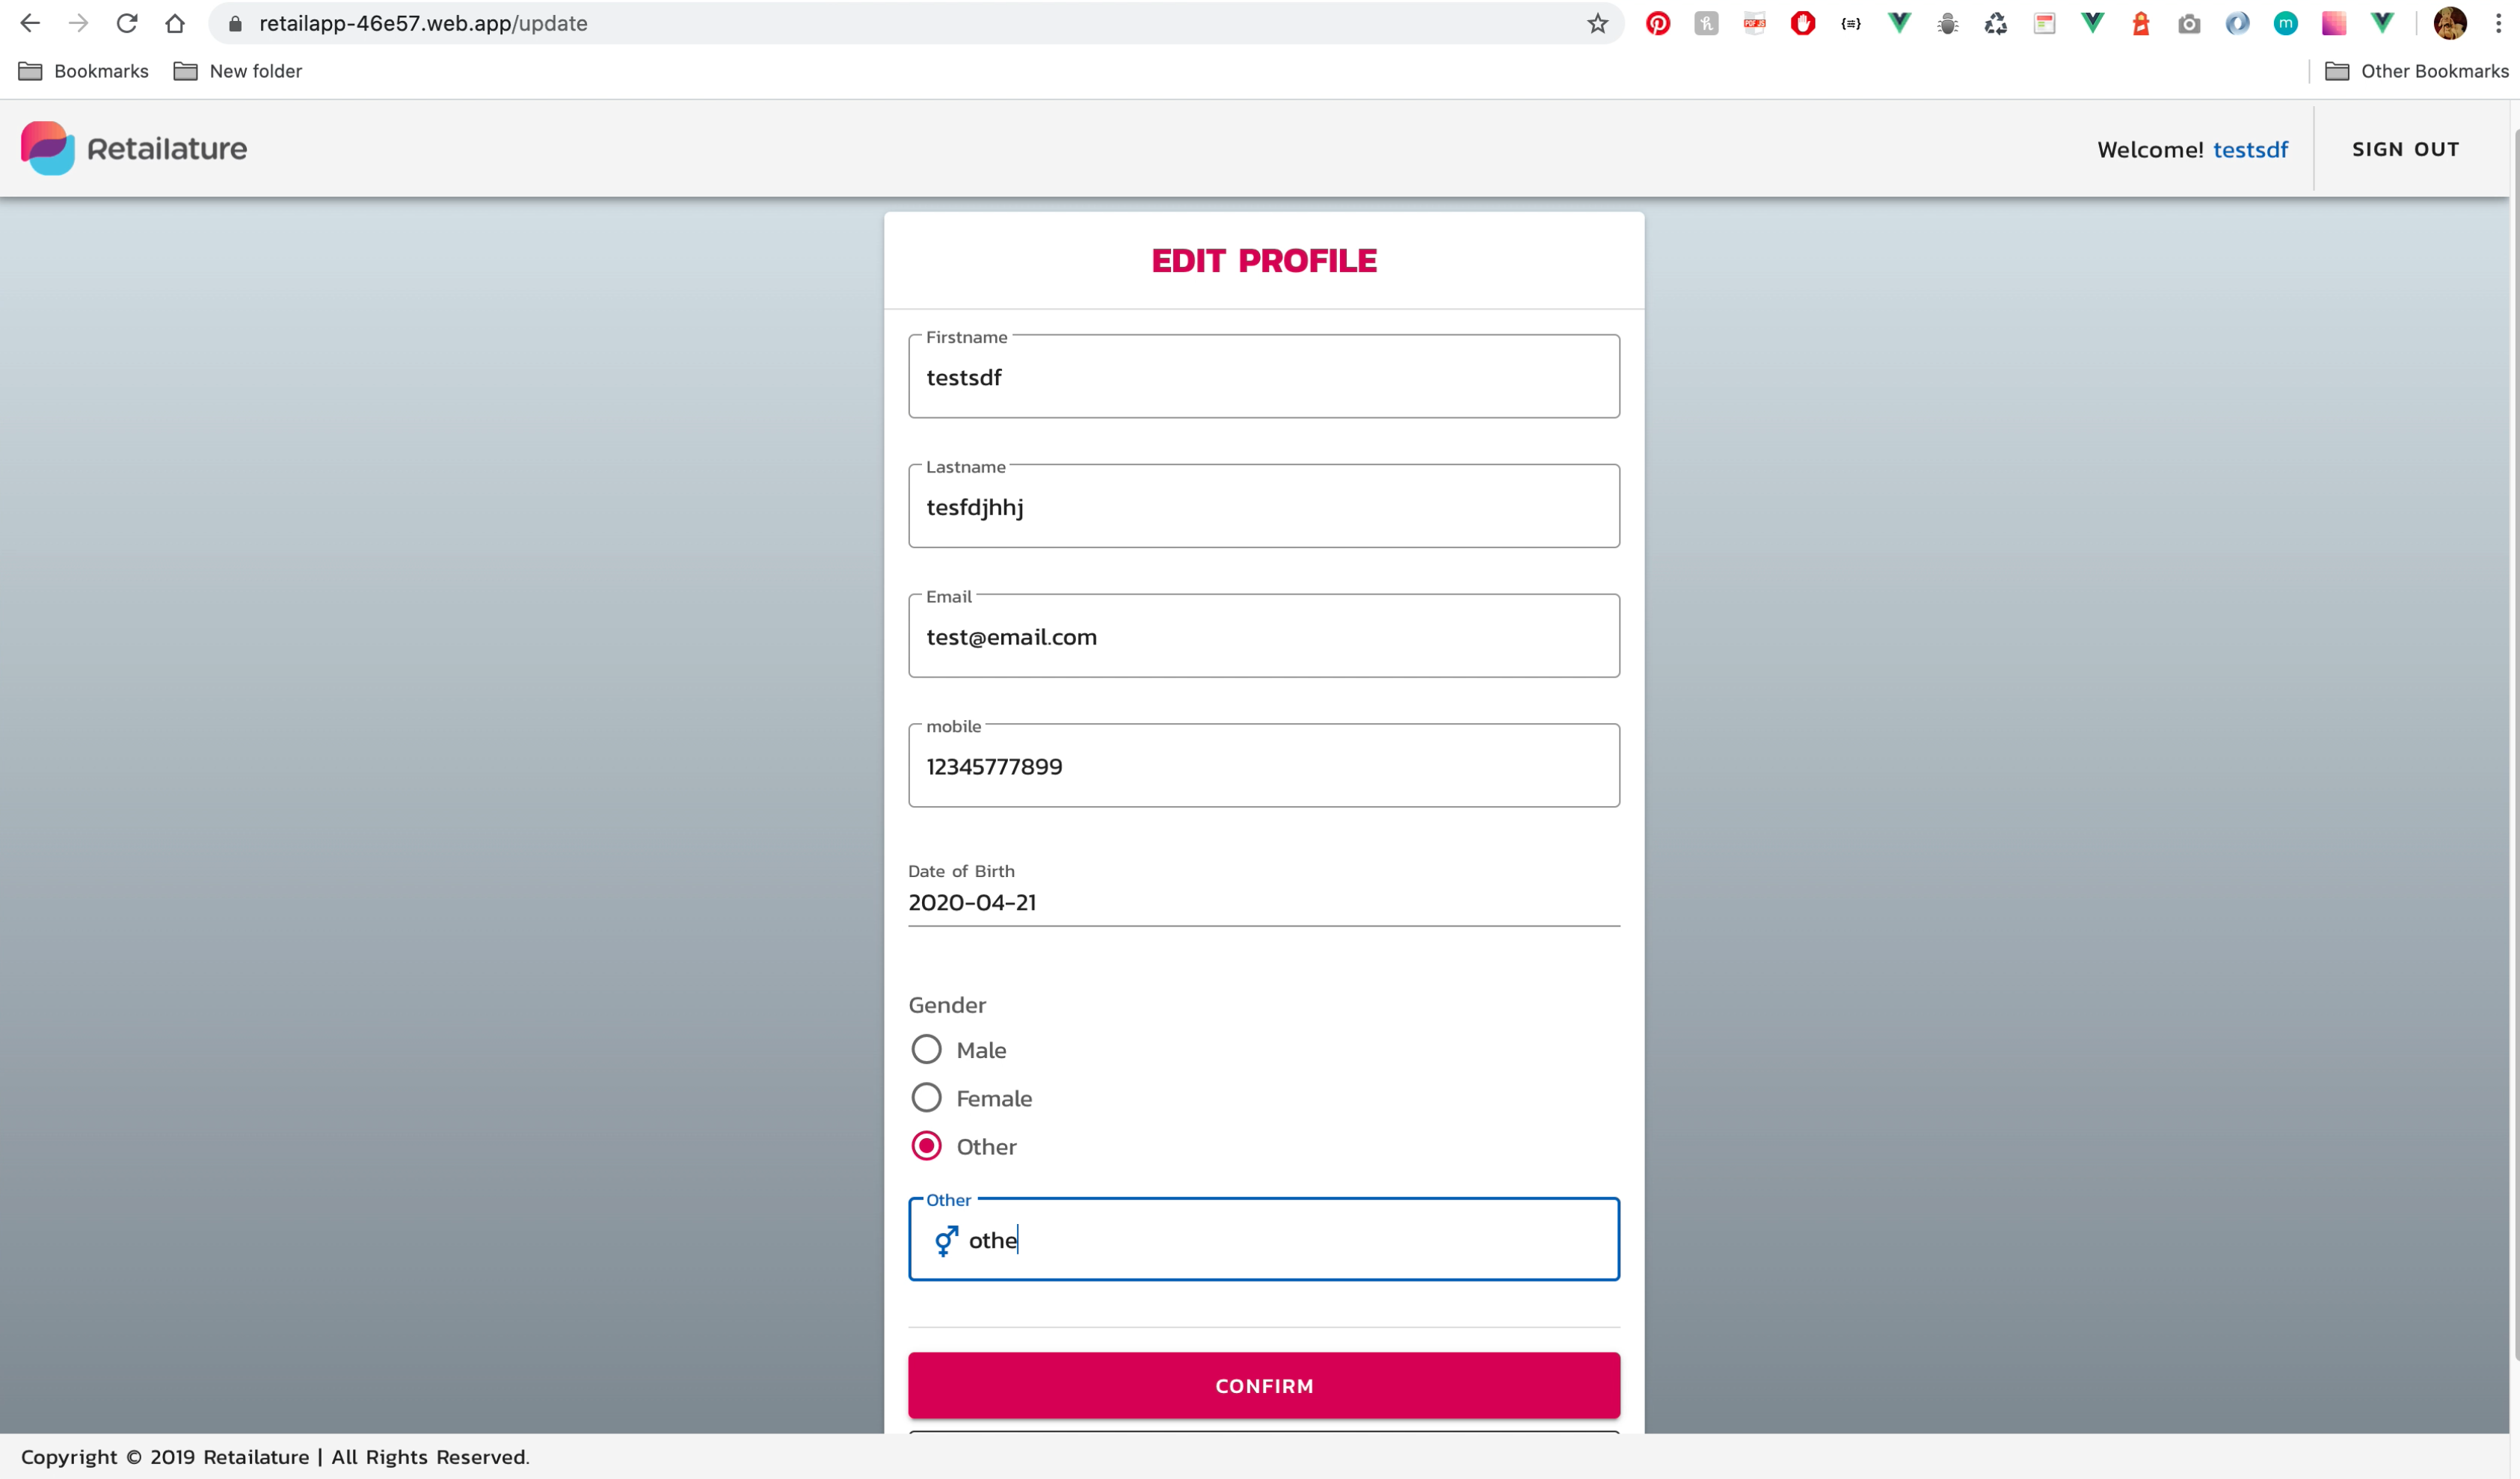 retailapp-46e57.web.app/update
Bookmarks New folder Other Bookmarks
Retailature Welcome! testsdf SIGN OUT
EDIT PROFILE
Firstname
testsdf
Lastname
tesfdjhhj
Email
test@email.com
mobile
12345777899
Date of Birth
2020-04-21
Gender
Male
Female
Other
Other
othe
CONFIRM
Copyright © 2019 Retailature | All Rights Reserved.